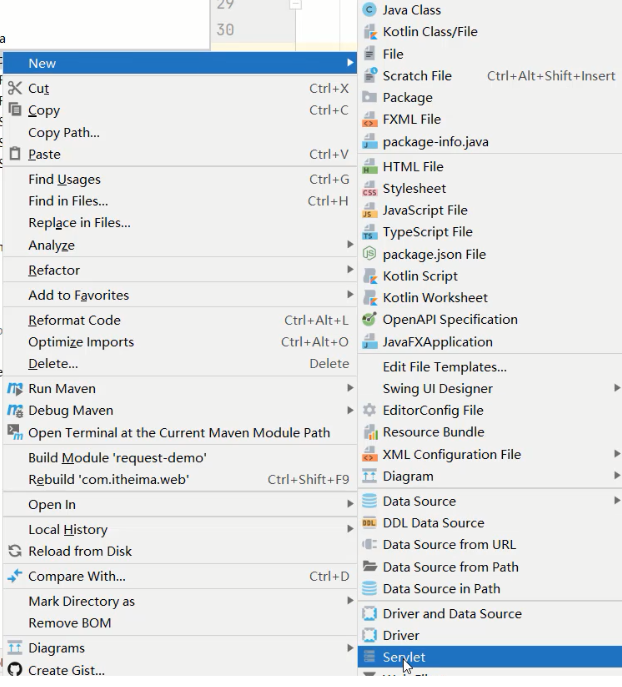 29
30
a
New
Cut Ctrl+X
Copy Ctrl+C
Copy Path...
Paste Ctrl+V
Find Usages Ctrl+G
Find in Files... Ctrl+H
Replace in Files...
Analyze
Refactor
Add to Favorites
Reformat Code Ctrl+Alt+L
Optimize Imports Ctrl+Alt+O
Delete... Delete
Run Maven
Debug Maven
Open Terminal at the Current Maven Module Path
Build Module 'request-demo'
Rebuild 'com.itheima.web' Ctrl+Shift+F9
Open In
Local History
Reload from Disk
Compare With... Ctrl+D
Mark Directory as
Remove BOM
Diagrams
Create Gist...
Java Class
Kotlin Class/File
File
Scratch File Ctrl+Alt+Shift+Insert
Package
FXML File
package-info.java
HTML File
Stylesheet
JavaScript File
TypeScript File
package.json File
Kotlin Script
Kotlin Worksheet
OpenAPI Specification
JavaFXApplication
Edit File Templates...
Swing UI Designer
EditorConfig File
Resource Bundle
XML Configuration File
Diagram
Data Source
DDL Data Source
Data Source from URL
Data Source from Path
Data Source in Path
Driver and Data Source
Driver
Servlet